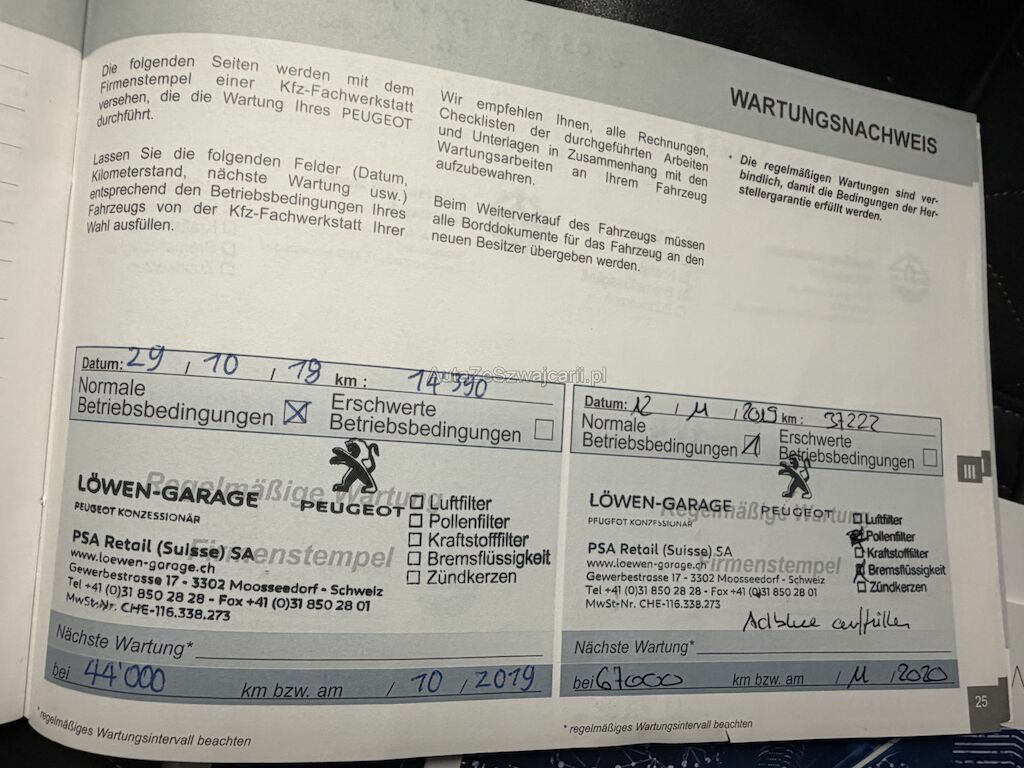 WARTUNGSNACHWEIS
Die folgenden Seiten werden mit dem
Firmenstempel einer Kfz-Fachwerkstatt
versehen, die die Wartung Ihres PEUGEOT
durchführt.
Lassen Sie die folgenden Felder (Datum,
Kilometerstand, nächste Wartung usw.)
entsprechend den Betriebsbedingungen Ihres
Fahrzeugs von der Kfz-Fachwerkstatt Ihrer
Wahl ausfüllen.
Wir empfehlen Ihnen, alle Rechnungen,
Checklisten der durchgeführten Arbeiten
und Unterlagen in Zusammenhang mit den
Wartungsarbeiten an Ihrem Fahrzeug
aufzubewahren.
Beim Weiterverkauf des Fahrzeugs müssen
alle Borddokumente für das Fahrzeug an den
neuen Besitzer übergeben werden.
* Die regelmäßigen Wartungen sind ver-
bindlich, damit die Bedingungen der Her-
stellergarantie erfüllt werden.
AutoZeSzwajcarii.pl
Datum: 29 / 10 / 18 km : 14'390
Normale
Betriebsbedingungen
Erschwerte
Betriebsbedingungen
Regelmäßige Wartung
LÖWEN-GARAGE
PEUGEOT KONZESSIONÄR
PEUGEOT
Luftfilter
Pollenfilter
Kraftstofffilter
Bremsflüssigkeit
Zündkerzen
Firmenstempel
PSA Retail (Suisse) SA
www.loewen-garage.ch
Gewerbestrasse 17 - 3302 Moosseedorf - Schweiz
Tel +41 (0)31 850 28 28 - Fax +41 (0)31 850 28 01
MwSt-Nr. CHE-116.338.273
Nächste Wartung*
bei 44'000 km bzw. am / 10 / 2019
* regelmäßiges Wartungsintervall beachten
Datum: 12 / 11 / 2019 km : 37222
Normale
Betriebsbedingungen
Erschwerte
Betriebsbedingungen
Regelmäßige Wartung
LÖWEN-GARAGE
PEUGEOT KONZESSIONÄR
PEUGEOT
Luftfilter
Pollenfilter
Kraftstofffilter
Bremsflüssigkeit
Zündkerzen
Firmenstempel
PSA Retail (Suisse) SA
www.loewen-garage.ch
Gewerbestrasse 17 - 3302 Moosseedorf - Schweiz
Tel +41 (0)31 850 28 28 - Fax +41 (0)31 850 28 01
MwSt-Nr. CHE-116.338.273
Adblue auffüllen
Nächste Wartung*
bei 67000 km bzw. am / 11 / 2020
* regelmäßiges Wartungsintervall beachten
III
25